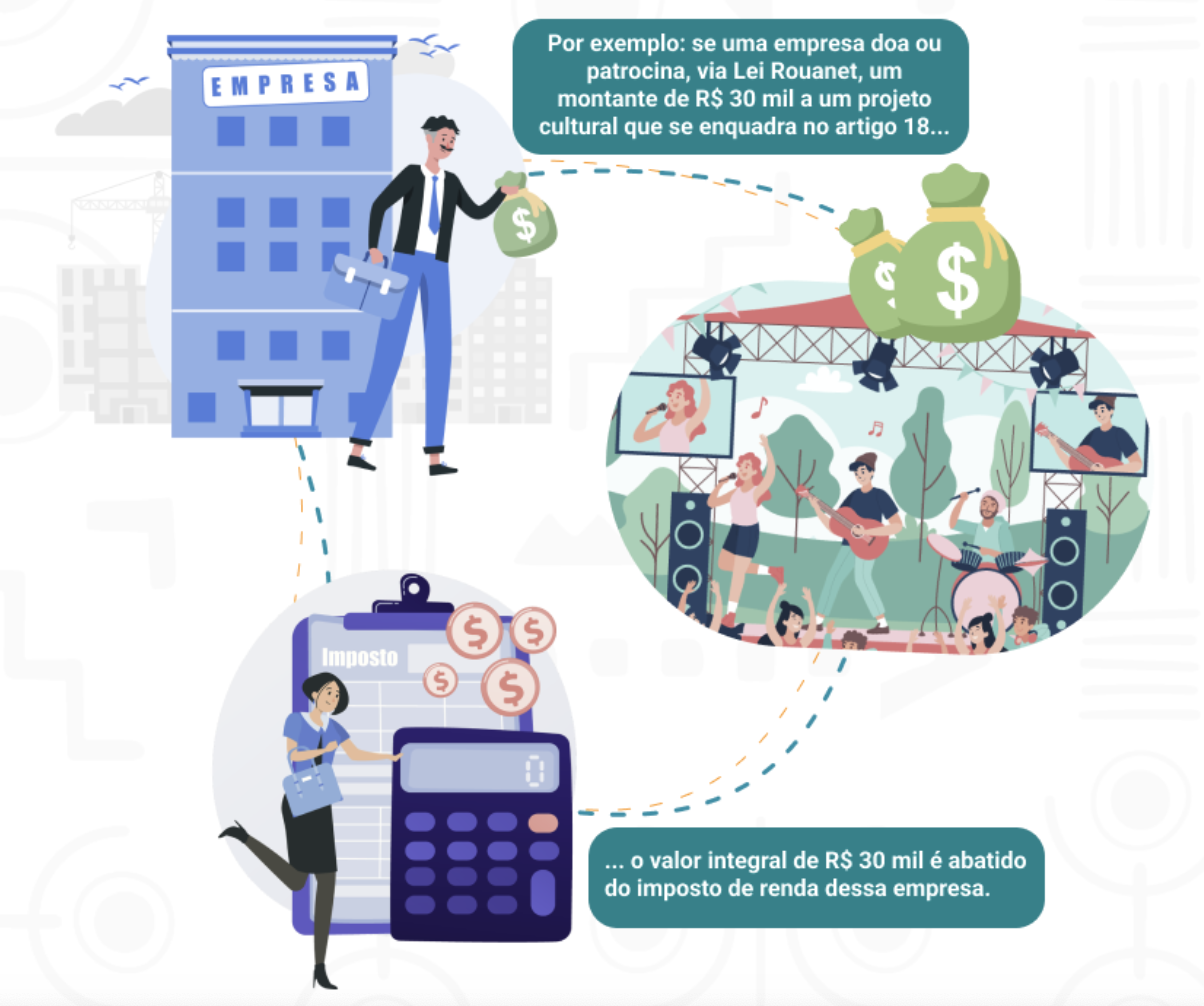 EMPRESA
Por exemplo: se uma empresa doa ou
patrocina, via Lei Rouanet, um
montante de R$ 30 mil a um projeto
cultural que se enquadra no artigo 18...
$
$
$
Imposto
$
$
$
$
0
... o valor integral de R$ 30 mil é abatido
do imposto de renda dessa empresa.